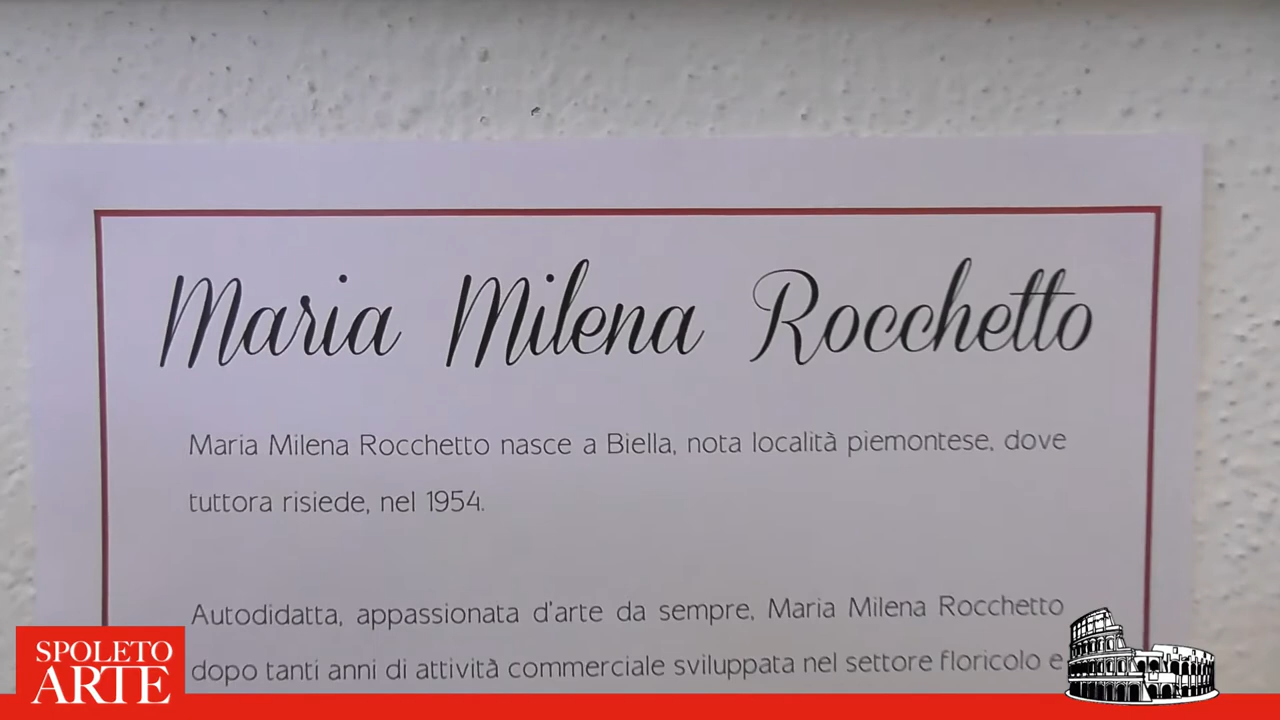 Maria Milena Rocchetto
Maria Milena Rocchetto nasce a Biella, nota località piemontese, dove
tuttora risiede, nel 1954.
Autodidatta, appassionata d'arte da sempre, Maria Milena Rocchetto
dopo tanti anni di attività commerciale sviluppata nel settore floricolo e
SPOLETO
ARTE